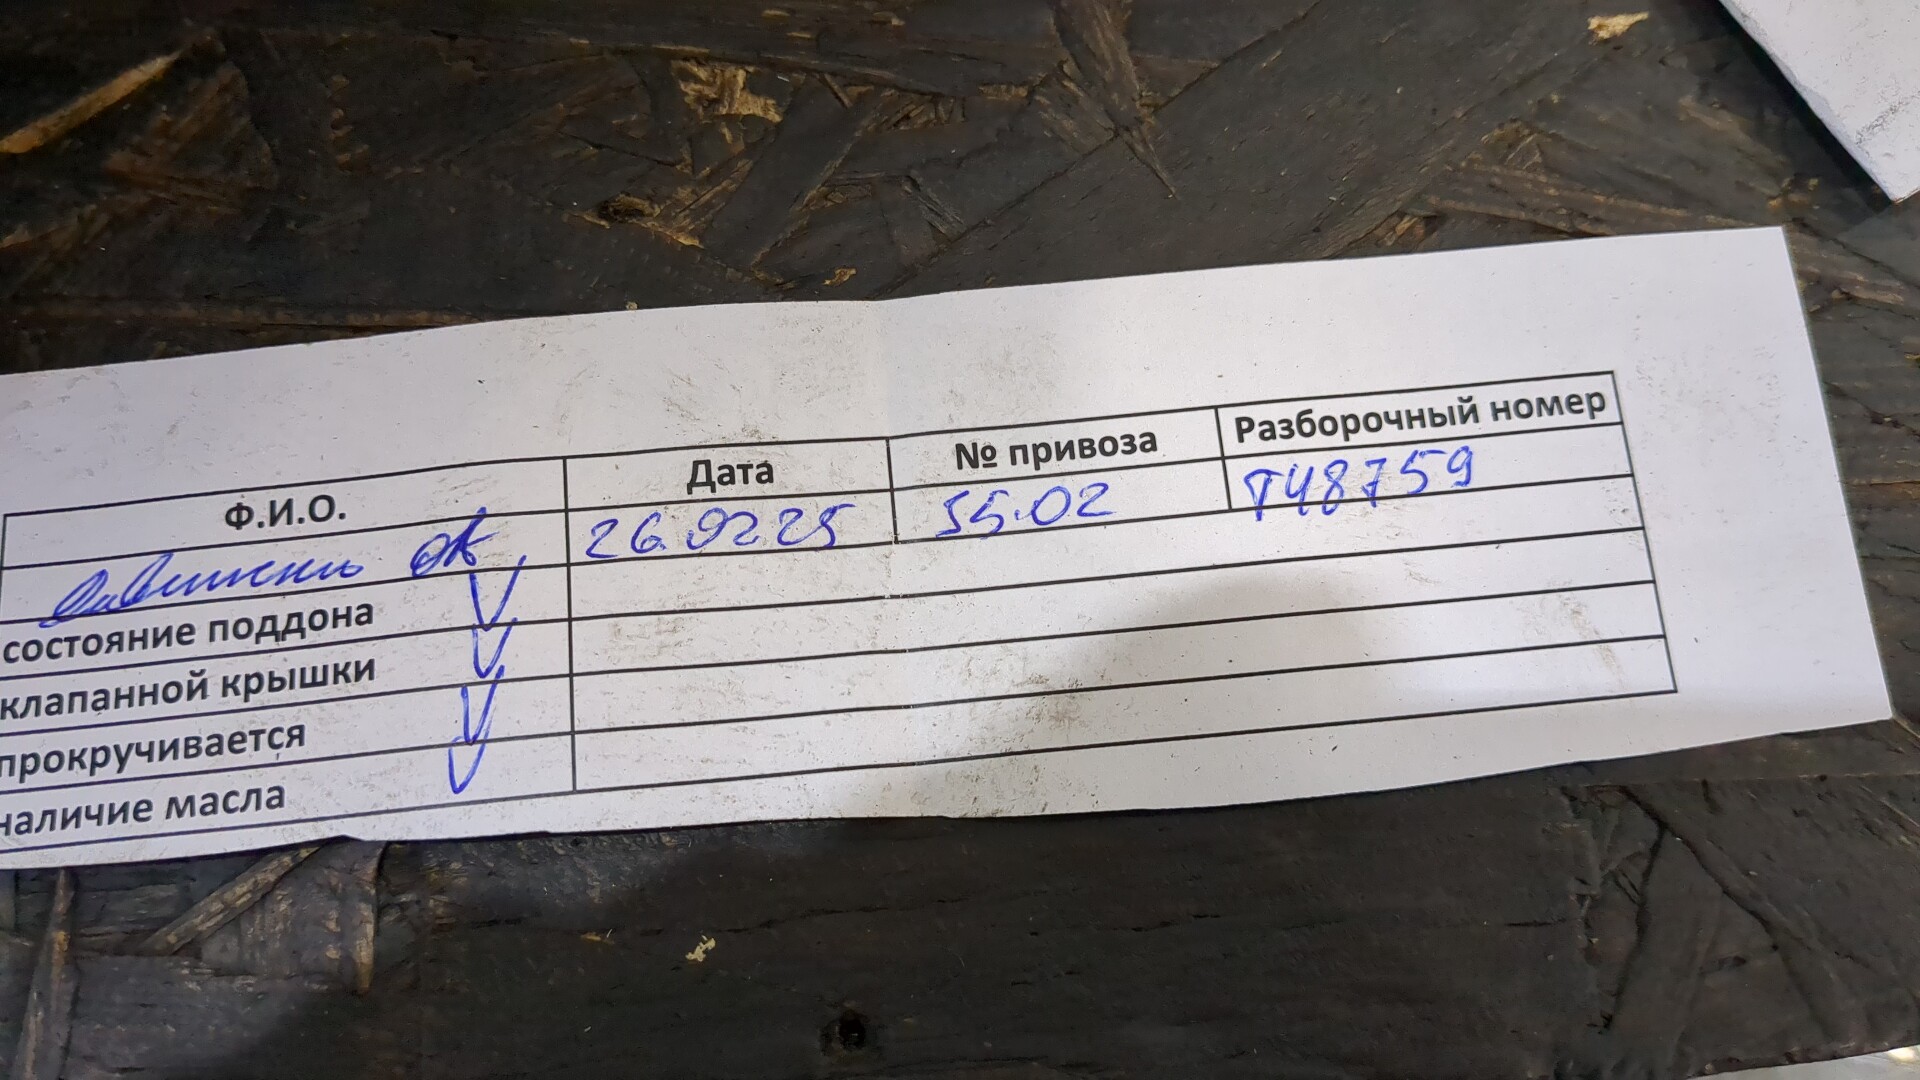 Ф.И.О. Дата № привоза Разборочный номер
26.02 25 55.02 Т48759
состояние поддона V
клапанной крышки V
прокручивается V
наличие масла V